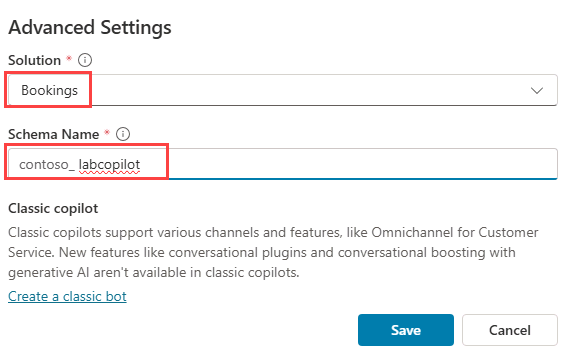 Advanced Settings
Solution *
Bookings
Schema Name *
contoso_ labcopilot
Classic copilot
Classic copilots support various channels and features, like Omnichannel for Customer
Service. New features like conversational plugins and conversational boosting with
generative AI aren't available in classic copilots.
Create a classic bot
Save Cancel